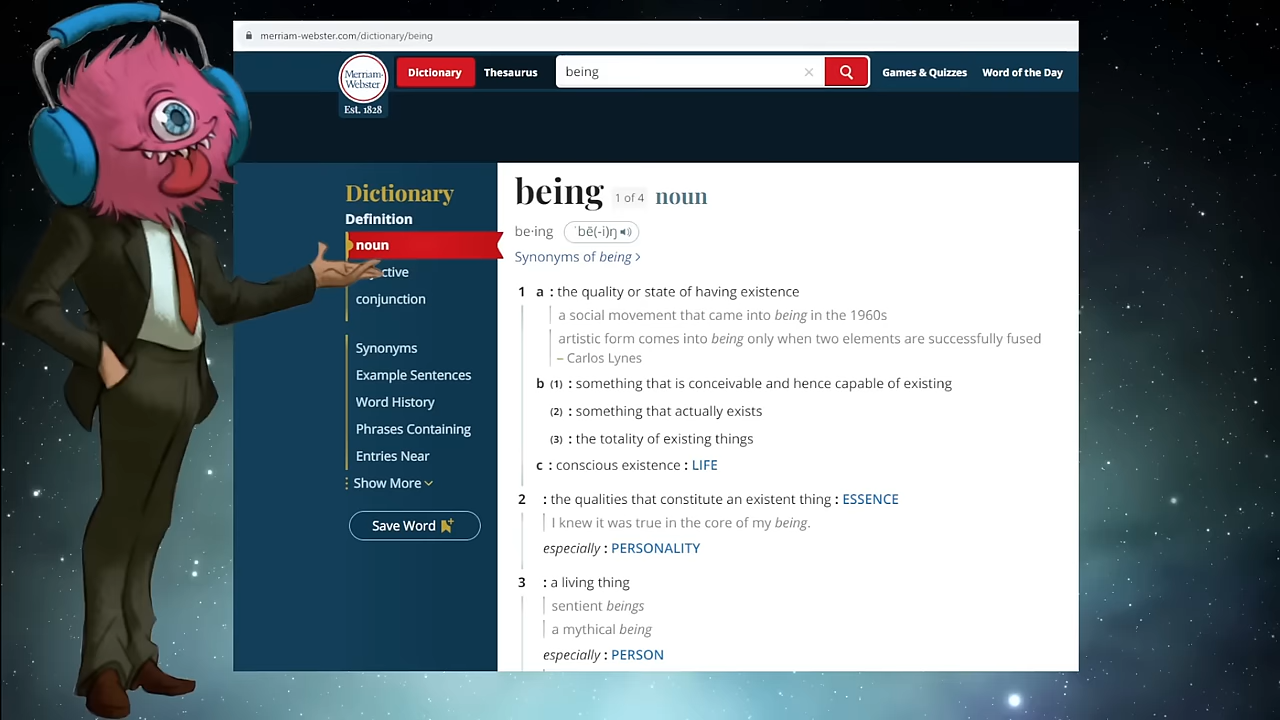 merriam-webster.com/dictionary/being
Merriam-
Webster
Est. 1828
Dictionary
Thesaurus
being
Games & Quizzes
Word of the Day
Dictionary
Definition
noun
conjunction
Synonyms
Example Sentences
Word History
Phrases Containing
Entries Near
Show More
Save Word
being 1 of 4 noun
be·ing ˈbē(-i)ŋ
Synonyms of being >
1 a : the quality or state of having existence
a social movement that came into being in the 1960s
artistic form comes into being only when two elements are successfully fused
– Carlos Lynes
b (1) : something that is conceivable and hence capable of existing
(2) : something that actually exists
(3) : the totality of existing things
c : conscious existence : LIFE
2 : the qualities that constitute an existent thing : ESSENCE
I knew it was true in the core of my being.
especially : PERSONALITY
3 : a living thing
sentient beings
a mythical being
especially : PERSON